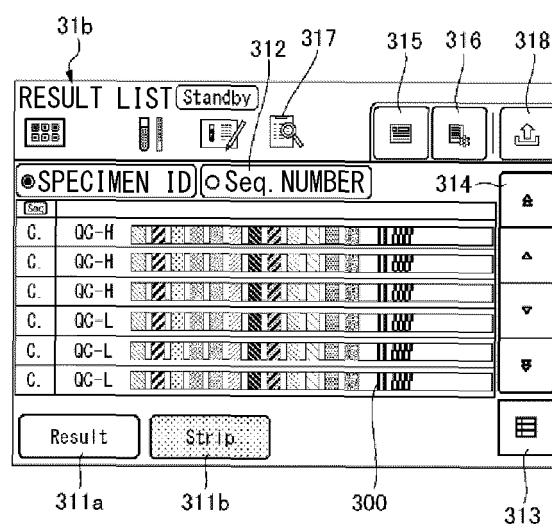 31b
312 317 315 316 318
RESULT LIST Standby
SPECIMEN ID Seq. NUMBER 314
Seq
C. QC-H
C. QC-H
C. QC-H
C. QC-L
C. QC-L
C. QC-L
Result Strip
311a 311b 300 313